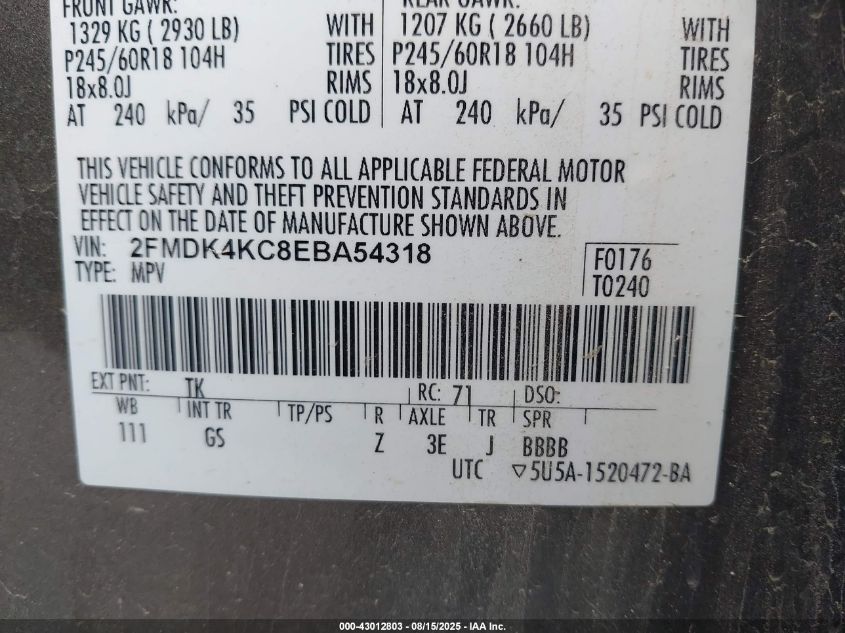 FRONT GAWR: REAR GAWR:
1329 KG ( 2930 LB) WITH 1207 KG ( 2660 LB) WITH
P245/60R18 104H TIRES P245/60R18 104H TIRES
18x8.0J RIMS 18x8.0J RIMS
AT 240 kPa/ 35 PSI COLD AT 240 kPa/ 35 PSI COLD
THIS VEHICLE CONFORMS TO ALL APPLICABLE FEDERAL MOTOR
VEHICLE SAFETY AND THEFT PREVENTION STANDARDS IN
EFFECT ON THE DATE OF MANUFACTURE SHOWN ABOVE.
VIN: 2FMDK4KC8EBA54318 F0176
TYPE: MPV T0240
EXT PNT: TK RC: 71 DSO:
WB INT TR TP/PS R AXLE TR SPR
111 GS Z 3E J BBBB
UTC ▽5U5A-1520472-BA
000-43012803 - 08/15/2025 - IAA Inc.